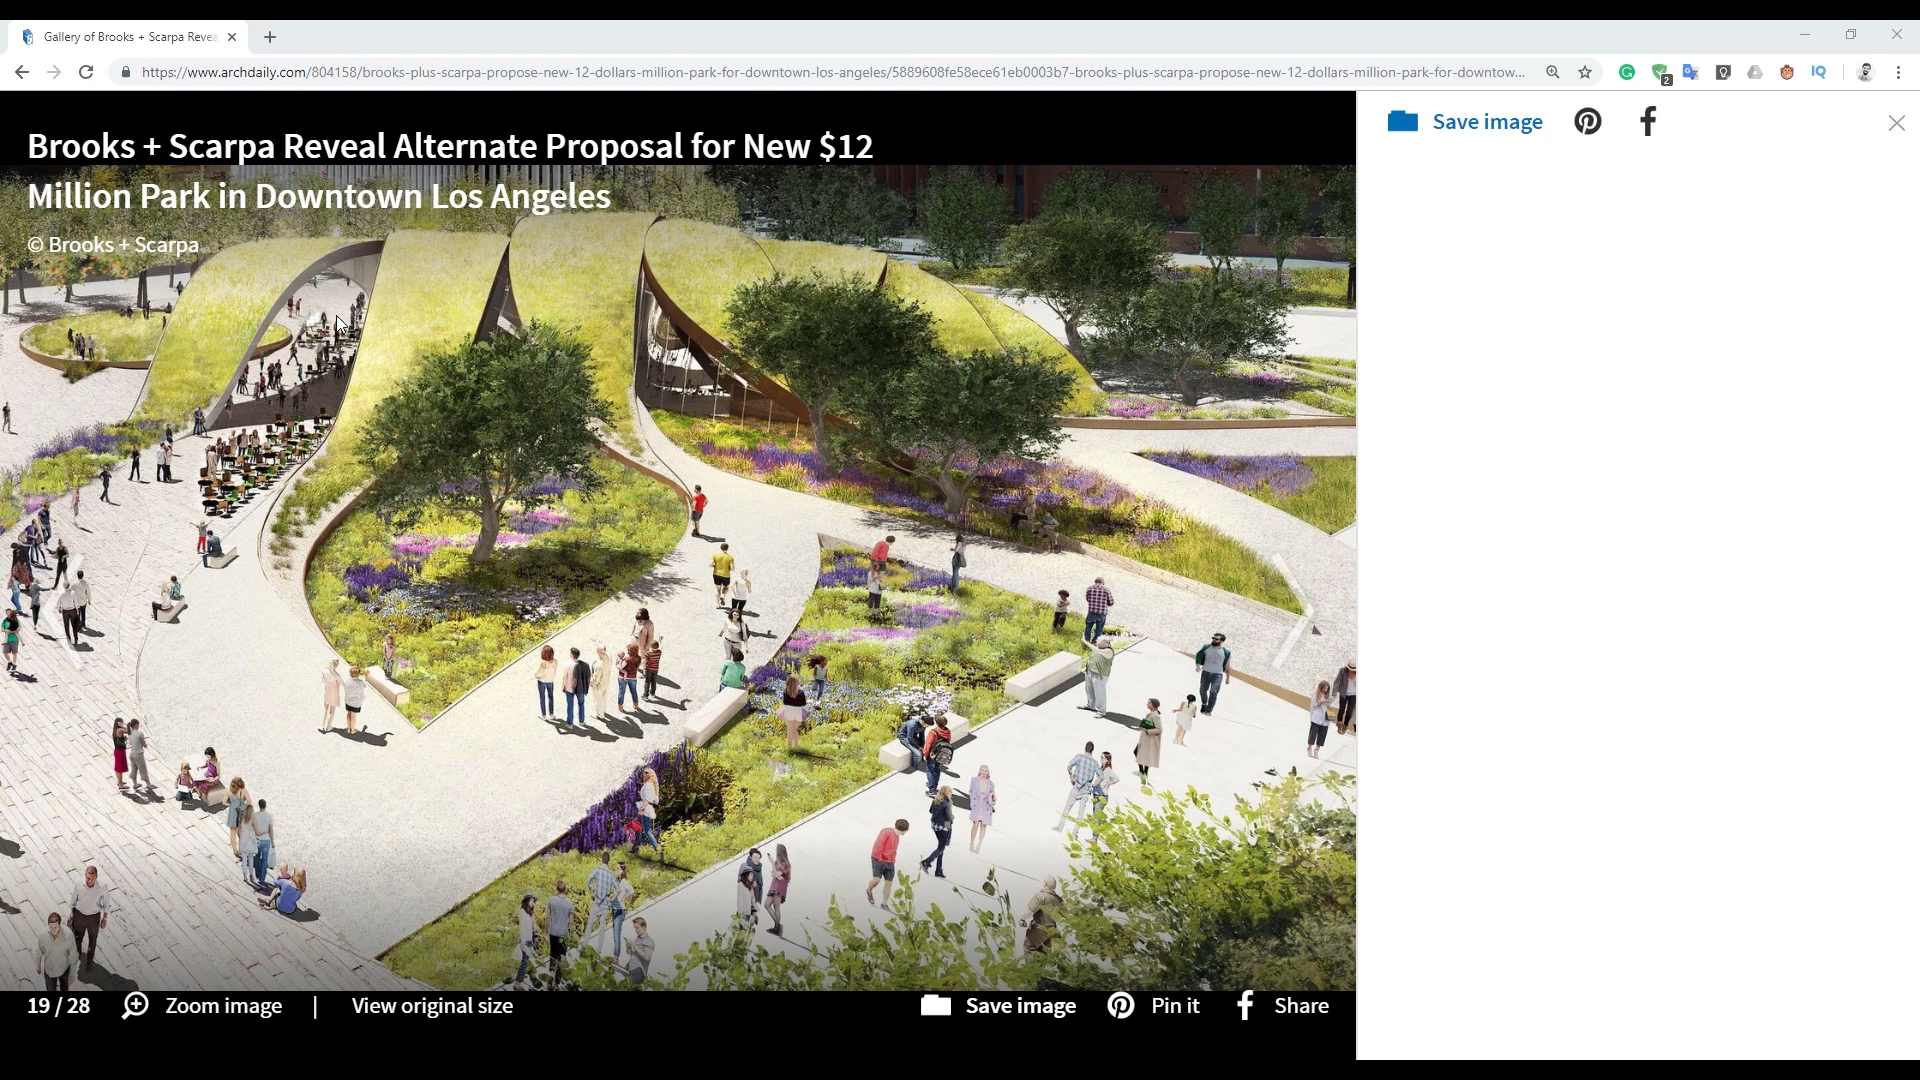 Gallery of Brooks + Scarpa Revea
https://www.archdaily.com/804158/brooks-plus-scarpa-propose-new-12-dollars-million-park-for-downtown-los-angeles/5889608fe58ece61eb0003b7-brooks-plus-scarpa-propose-new-12-dollars-million-park-for-downtow...
2
IQ
Brooks + Scarpa Reveal Alternate Proposal for New $12
Million Park in Downtown Los Angeles
© Brooks + Scarpa
Save image
19 / 28
Zoom image | View original size
Save image
Pin it
Share